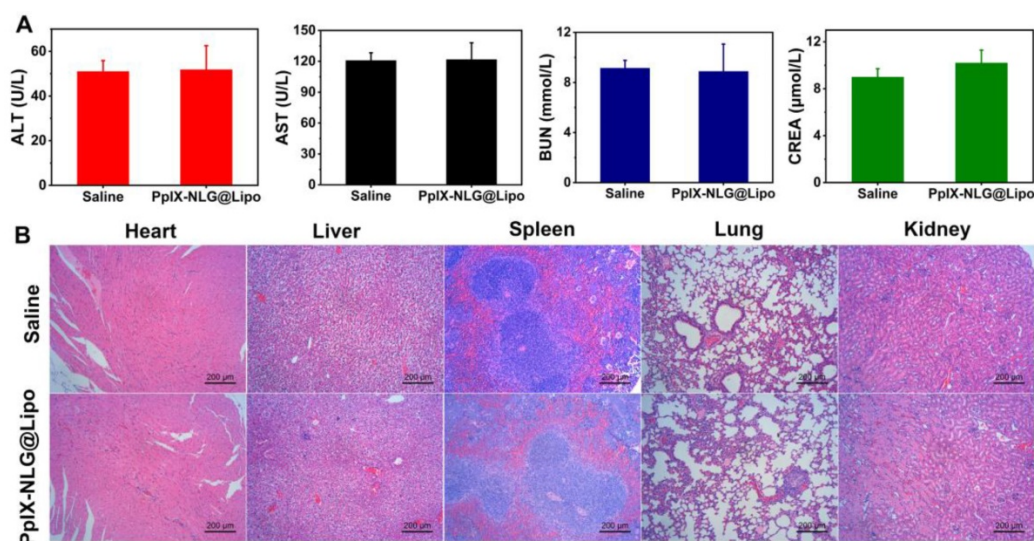 A
ALT (U/L)
60
40
20
0
Saline
PpIX-NLG@Lipo
AST (U/L)
150
120
90
60
30
0
Saline
PpIX-NLG@Lipo
BUN (mmol/L)
12
8
4
0
Saline
PpIX-NLG@Lipo
CREA (μmol/L)
12
8
4
0
Saline
PpIX-NLG@Lipo
B
Heart
Liver
Spleen
Lung
Kidney
Saline
200 μm
200 μm
200 μm
200 μm
200 μm
PpIX-NLG@Lipo
200 μm
200 μm
200 μm
200 μm
200 μm